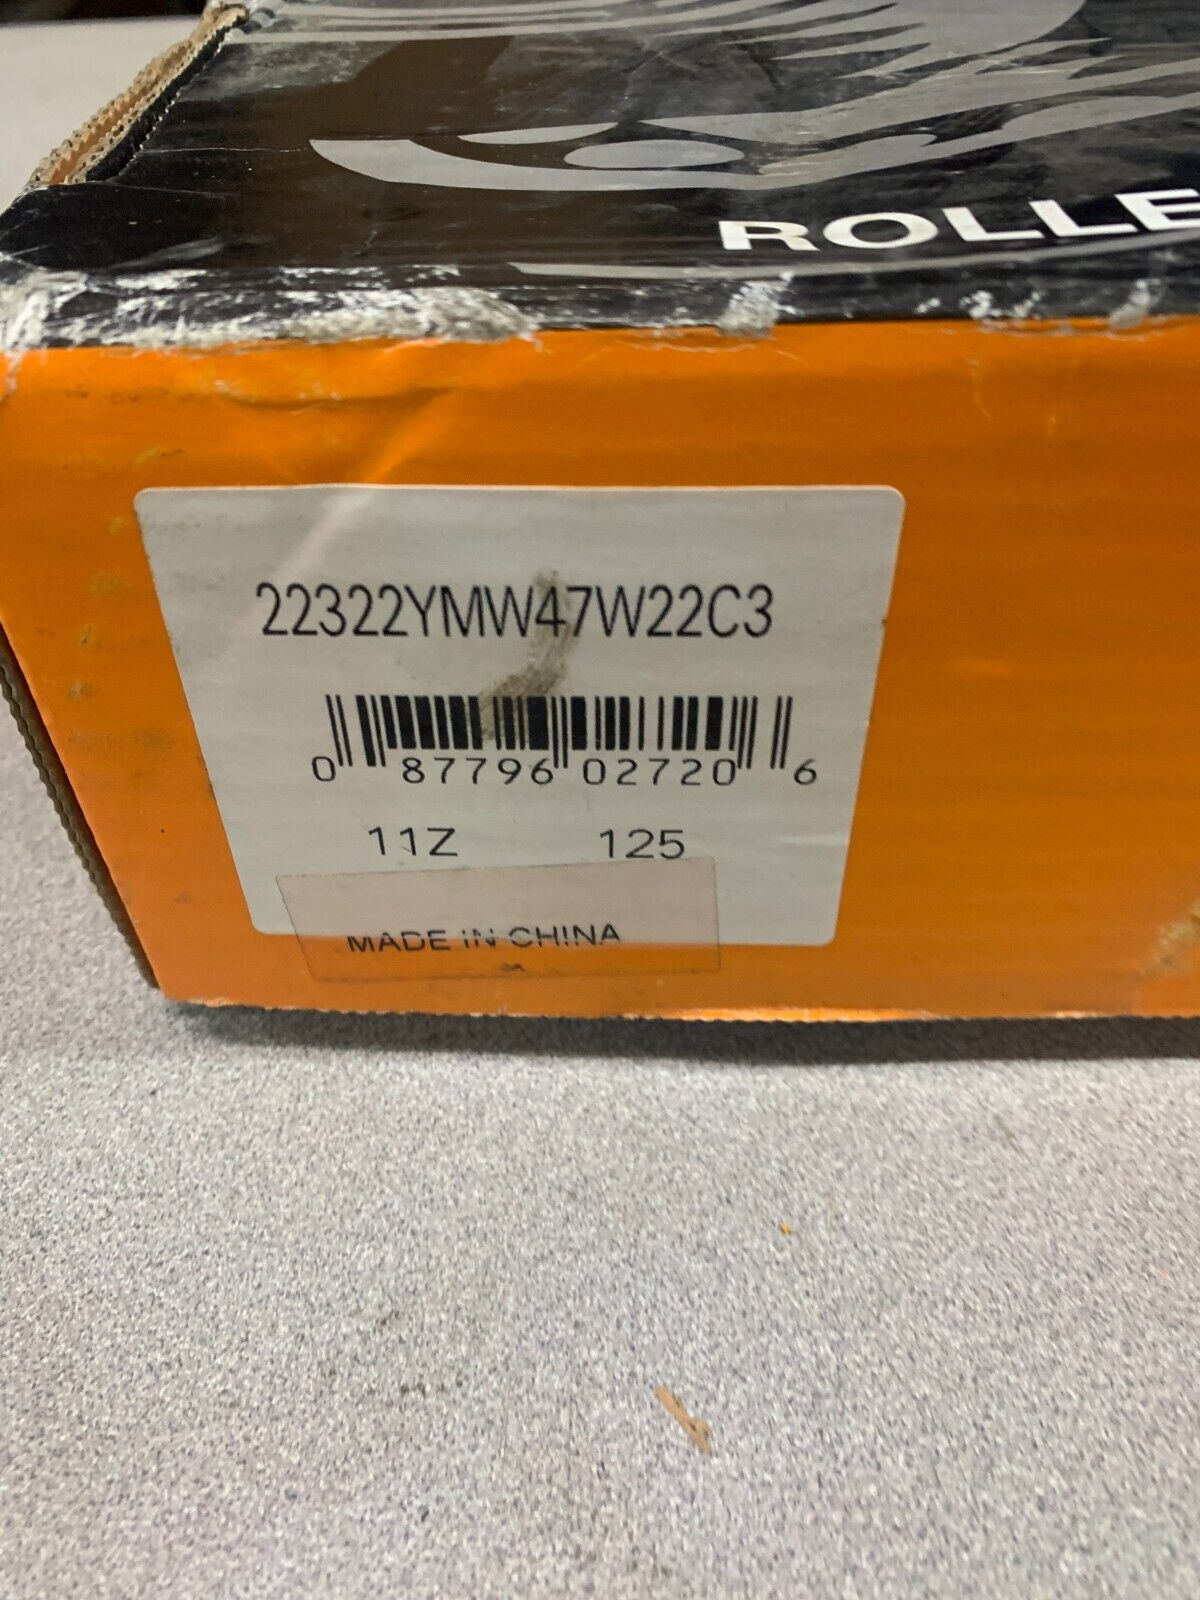 ROLLE
22322YMW47W22C3
0 87796 02720 6
11Z 125
MADE IN CHINA